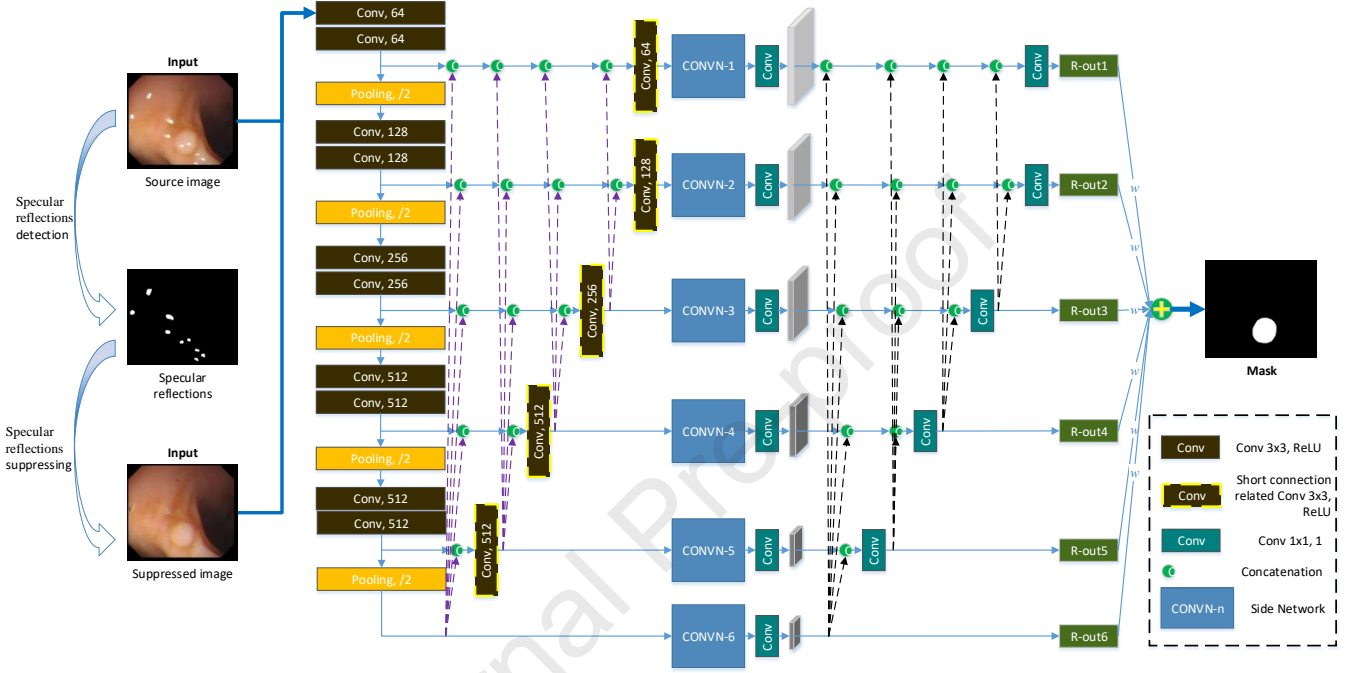 Input
Source image
Specular
reflections
detection
Specular
reflections
Specular
reflections
suppressing
Input
Suppressed image
Conv, 64
Conv, 64
Pooling, /2
Conv, 128
Conv, 128
Pooling, /2
Conv, 256
Conv, 256
Pooling, /2
Conv, 512
Conv, 512
Pooling, /2
Conv, 512
Conv, 512
Pooling, /2
Conv, 64
Conv, 128
Conv, 256
Conv, 512
Conv, 512
CONVN-1
Conv
CONVN-2
Conv
CONVN-3
Conv
CONVN-4
Conv
CONVN-5
Conv
CONVN-6
Conv
Conv
Conv
Conv
Conv
Conv
R-out1
R-out2
R-out3
R-out4
R-out5
R-out6
w
w
w
w
w
w
Mask
Conv
Conv 3x3, ReLU
Conv
Short connection
related Conv 3x3,
ReLU
Conv
Conv 1x1, 1
Concatenation
CONVN-n
Side Network
rnal Pre-proof